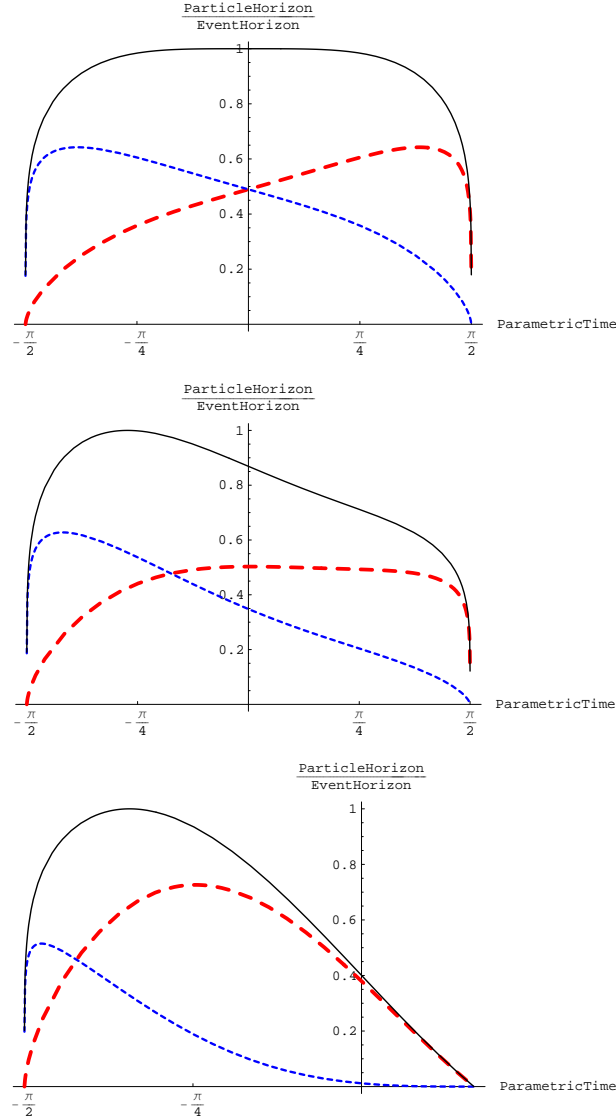 ParticleHorizon
EventHorizon
1
0.8
0.6
0.4
0.2
ParametricTime
-π/2
-π/4
π/4
π/2
ParticleHorizon
EventHorizon
1
0.8
0.6
0.4
0.2
ParametricTime
-π/2
-π/4
π/4
π/2
ParticleHorizon
EventHorizon
1
0.8
0.6
0.4
0.2
ParametricTime
-π/2
-π/4